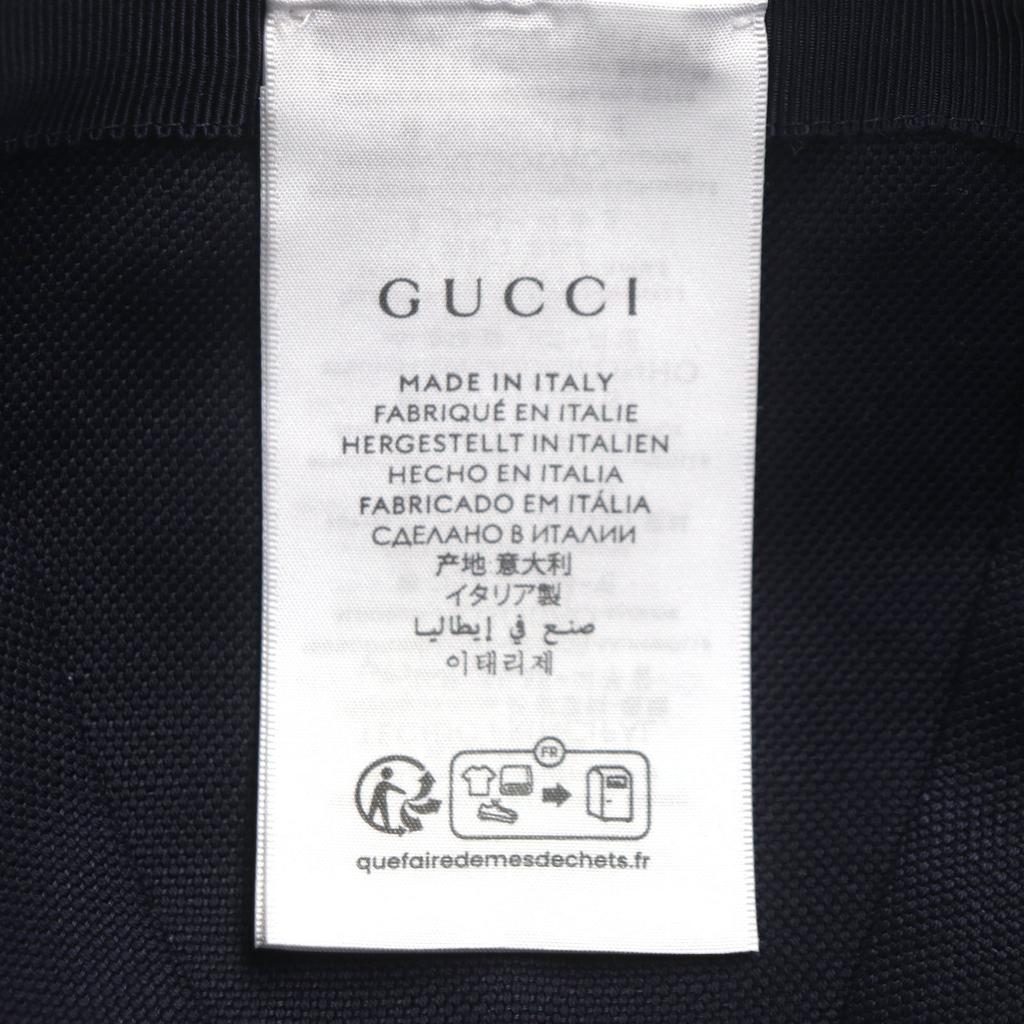 GUCCI
MADE IN ITALY
FABRIQUÉ EN ITALIE
HERGESTELLT IN ITALIEN
HECHO EN ITALIA
FABRICADO EM ITÁLIA
СДЕЛАНО В ИТАЛИИ
产地 意大利
イタリア製
صنع في إيطاليا
이태리제
FR
quefairedemesdechets.fr